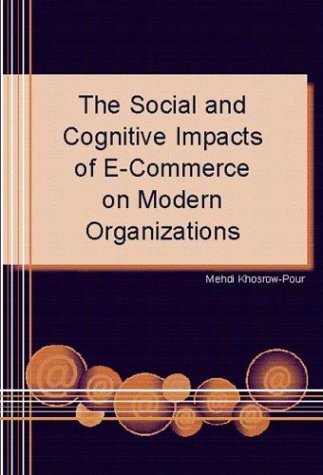 The Social and
Cognitive Impacts
of E-Commerce
on Modern
Organizations
Mehdi Khosrow-Pour
@
@
@
@
@